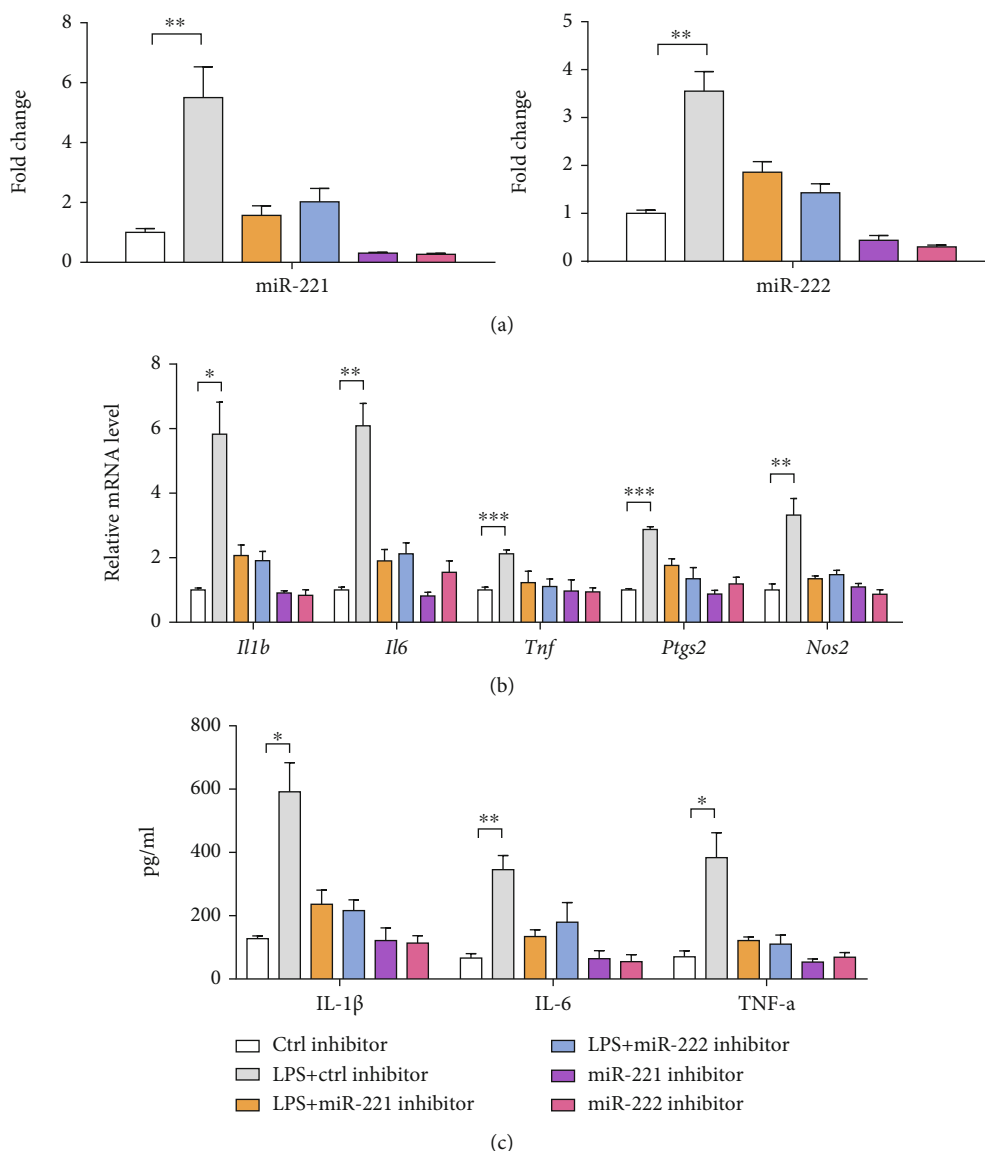 8
6
4
2
0
Fold change
**
miR-221
5
4
3
2
1
0
Fold change
**
miR-222
(a)
8
6
4
2
0
Relative mRNA level
*
**
***
***
**
Il1b Il6 Tnf Ptgs2 Nos2
(b)
800
600
400
200
0
pg/ml
*
**
*
IL-1β IL-6 TNF-a
Ctrl inhibitor
LPS+ctrl inhibitor
LPS+miR-221 inhibitor
LPS+miR-222 inhibitor
miR-221 inhibitor
miR-222 inhibitor
(c)